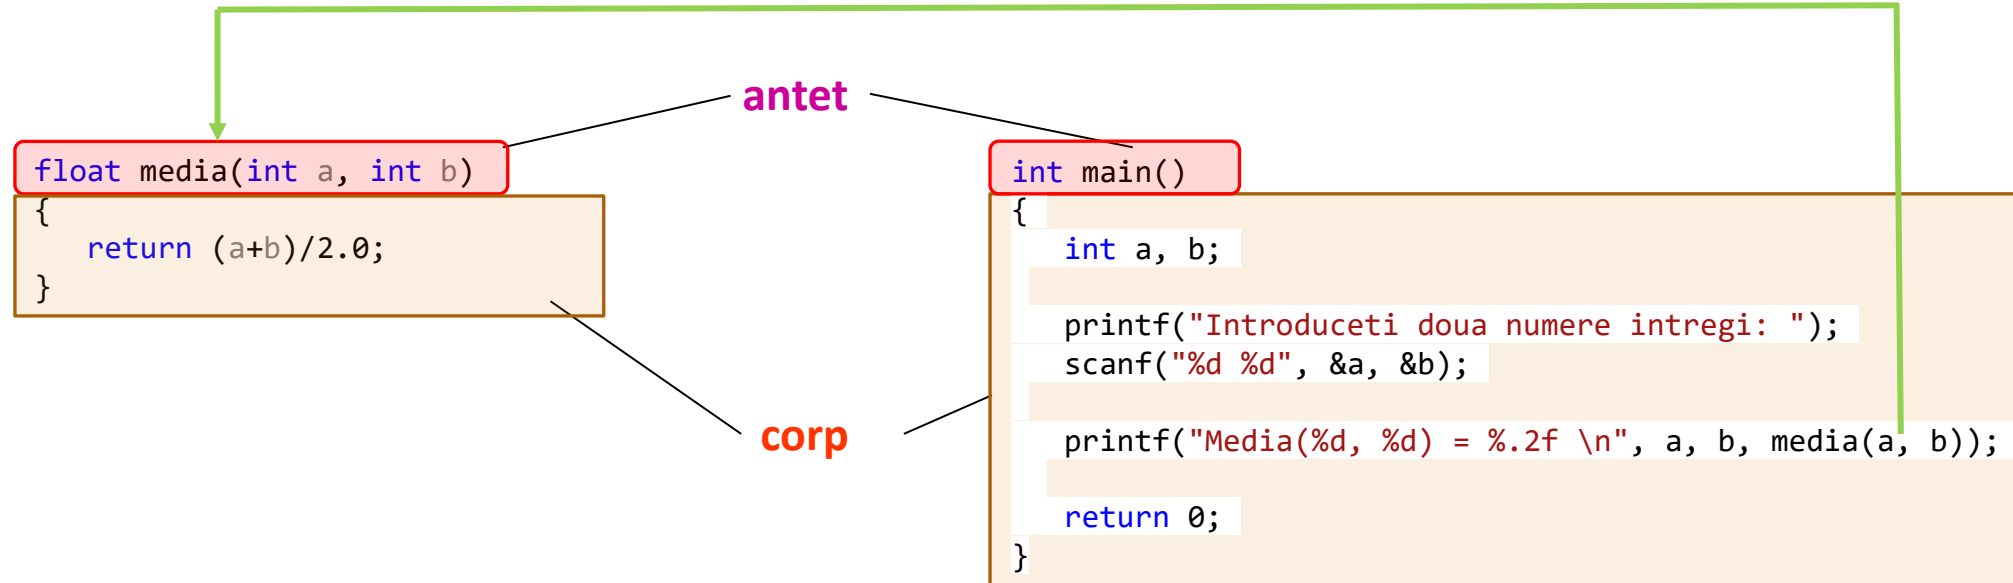 antet
float media(int a, int b)
{
return (a+b)/2.0;
}
int main()
{
int a, b;
printf("Introduceti doua numere intregi: ");
scanf("%d %d", &a, &b);
printf("Media(%d, %d) = %.2f \n", a, b, media(a, b));
return 0;
}
corp